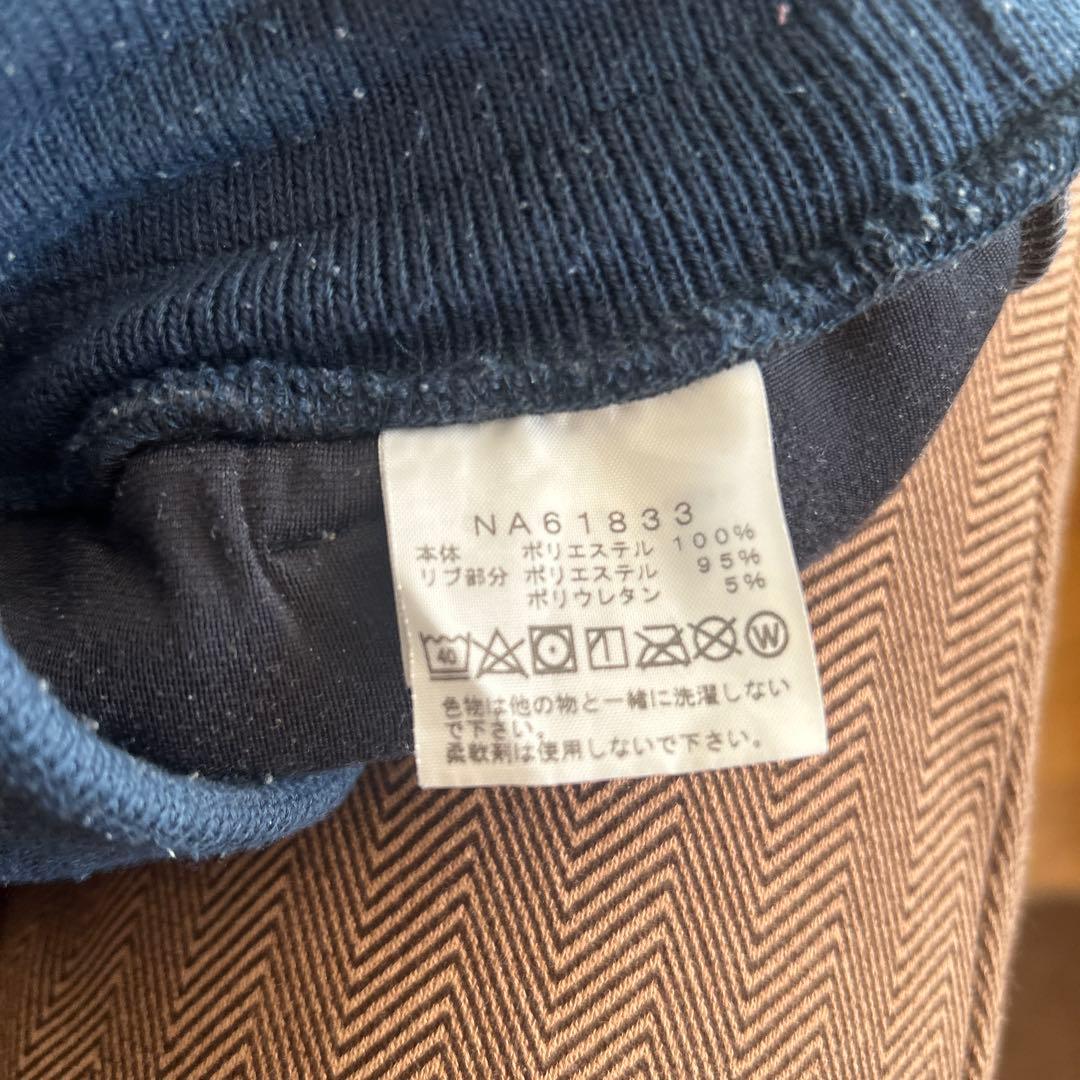 NA61833
本体 ポリエステル 100%
リブ部分 ポリエステル 95%
ポリウレタン 5%
40 W
色物は他の物と一緒に洗濯しない
で下さい。
柔軟剤は使用しないで下さい。